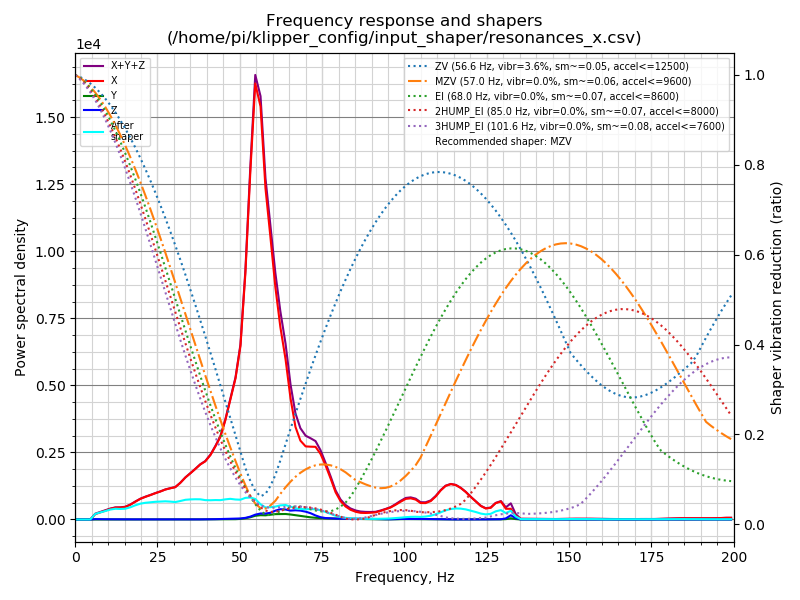 Frequency response and shapers
(/home/pi/klipper_config/input_shaper/resonances_x.csv)
1e4
X+Y+Z
X
Y
Z
After
shaper
ZV (56.6 Hz, vibr=3.6%, sm~=0.05, accel<=12500)
MZV (57.0 Hz, vibr=0.0%, sm~=0.06, accel<=9600)
EI (68.0 Hz, vibr=0.0%, sm~=0.07, accel<=8600)
2HUMP_EI (85.0 Hz, vibr=0.0%, sm~=0.07, accel<=8000)
3HUMP_EI (101.6 Hz, vibr=0.0%, sm~=0.08, accel<=7600)
Recommended shaper: MZV
1.50
1.25
1.00
0.75
0.50
0.25
0.00
Power spectral density
1.0
0.8
0.6
0.4
0.2
0.0
Shaper vibration reduction (ratio)
0 25 50 75 100 125 150 175 200
Frequency, Hz